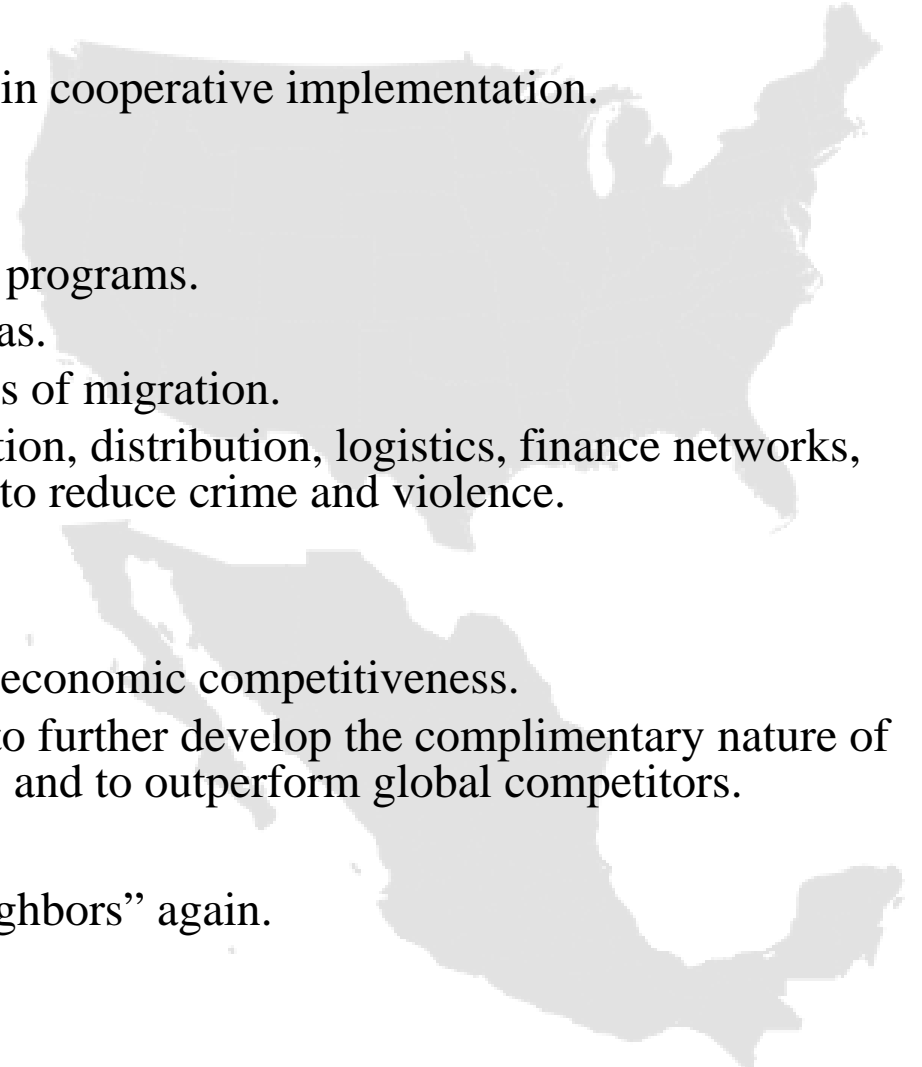 in cooperative implementation.
programs.
as.
s of migration.
tion, distribution, logistics, finance networks,
to reduce crime and violence.
economic competitiveness.
to further develop the complimentary nature of
and to outperform global competitors.
ghbors” again.